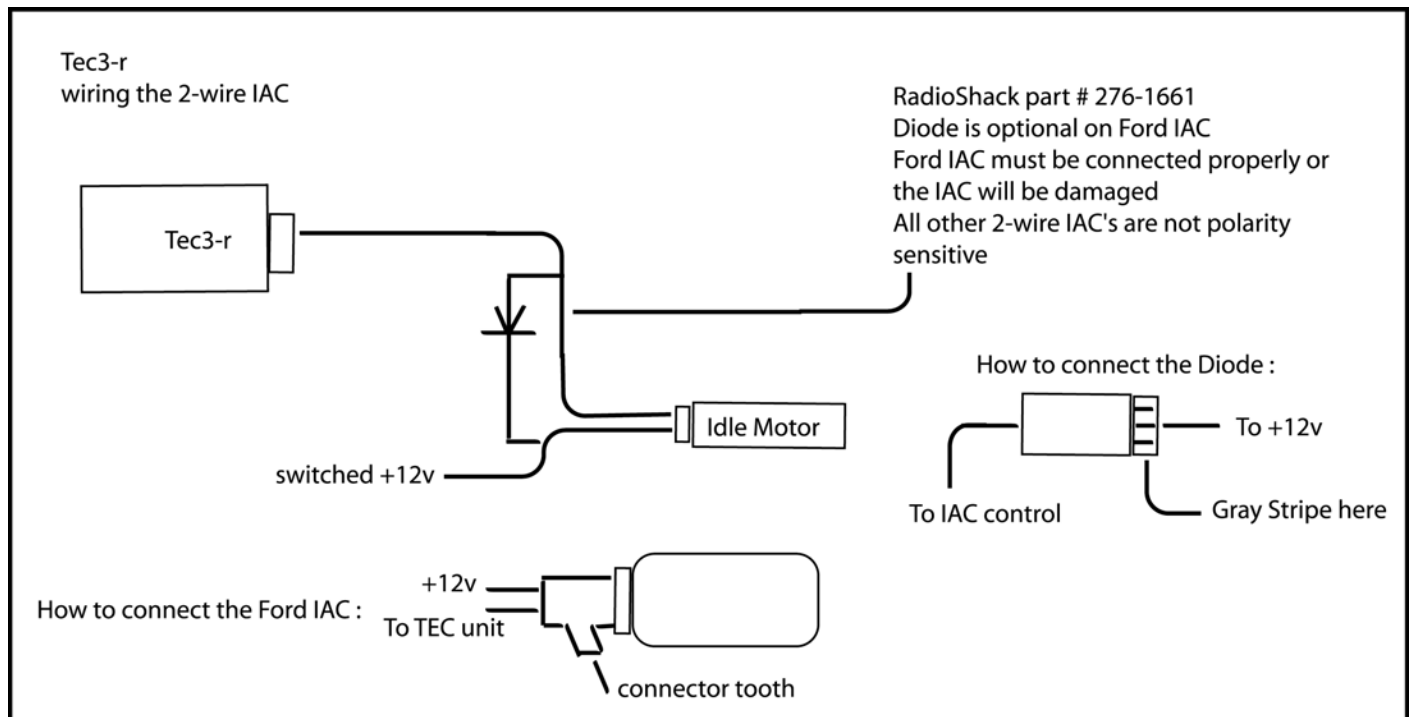 Tec3-r
wiring the 2-wire IAC
RadioShack part # 276-1661
Diode is optional on Ford IAC
Ford IAC must be connected properly or
the IAC will be damaged
All other 2-wire IAC's are not polarity
sensitive
Tec3-r
Idle Motor
switched +12v
How to connect the Diode :
To +12v
To IAC control
Gray Stripe here
How to connect the Ford IAC :
+12v
To TEC unit
connector tooth